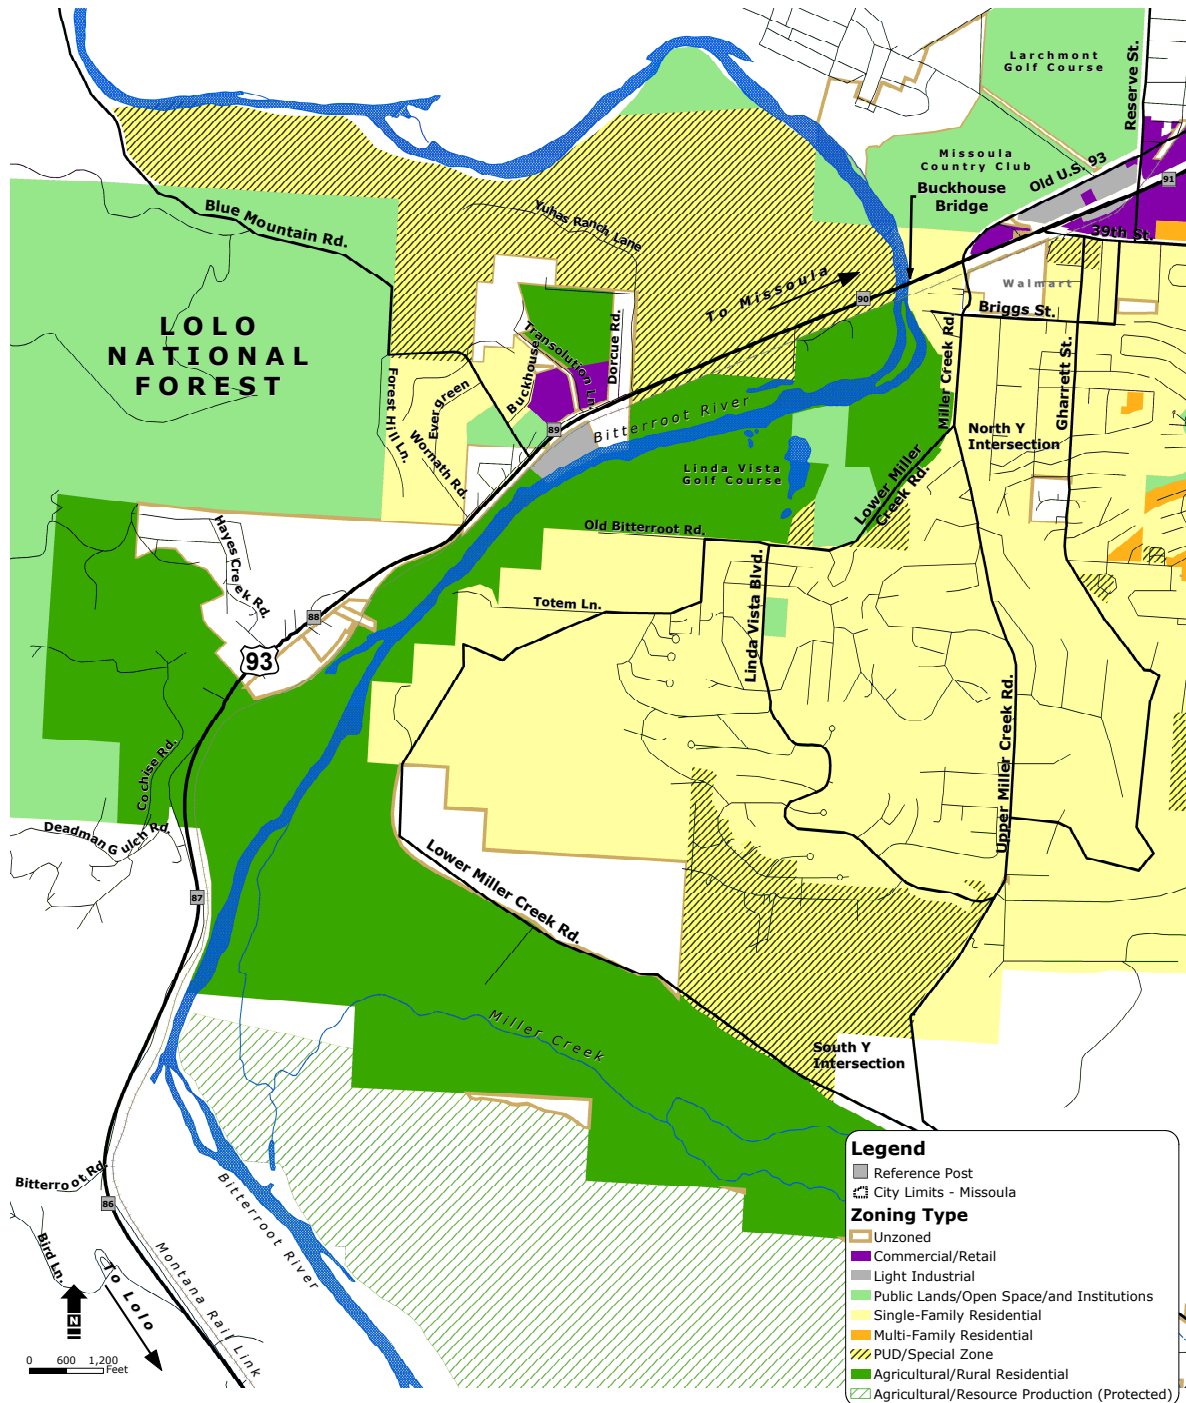 Larchmont
Golf Course
Reserve St.
Missoula
Country Club
Old U.S. 93
91
Buckhouse
Bridge
39th St.
Blue Mountain Rd.
Yuhas Ranch Lane
To Missoula
90
Walmart
Briggs St.
LOLO
NATIONAL
FOREST
Transolution Ln.
Buckhouse
Dorcue Rd.
Miller Creek Rd.
Gharrett St.
Forest Hill Ln.
Evergreen
Wornath Rd.
89
Bitterroot River
North Y
Intersection
Linda Vista
Golf Course
Lower Miller
Creek Rd.
Old Bitterroot Rd.
Hayes Creek Rd.
Totem Ln.
Linda Vista Blvd.
88
93
Upper Miller Creek Rd.
Cochise Rd.
Deadman Gulch Rd.
Lower Miller Creek Rd.
87
Miller Creek
South Y
Intersection
Bitterroot Rd.
86
Bitterroot River
Bird Ln.
To Lolo
Montana Rail Link
N
0 600 1,200
Feet
Legend
Reference Post
City Limits - Missoula
Zoning Type
Unzoned
Commercial/Retail
Light Industrial
Public Lands/Open Space/and Institutions
Single-Family Residential
Multi-Family Residential
PUD/Special Zone
Agricultural/Rural Residential
Agricultural/Resource Production (Protected)